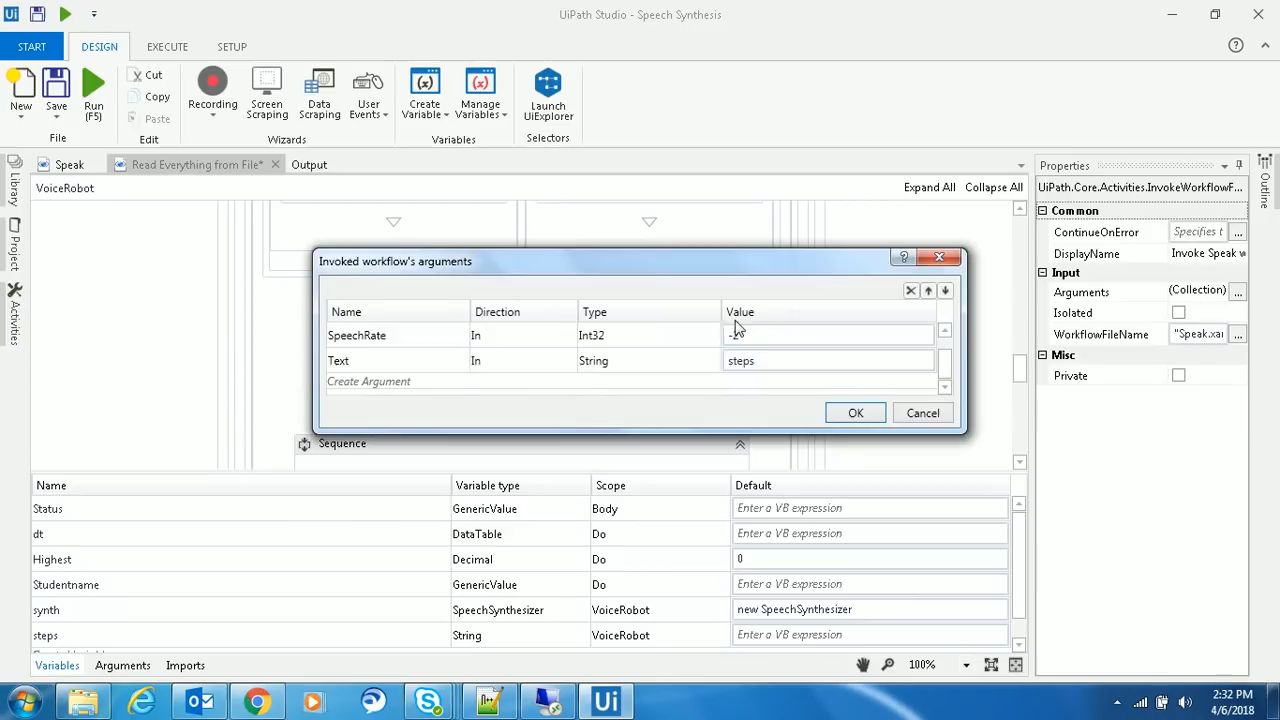 Ui
UiPath Studio - Speech Synthesis
START DESIGN EXECUTE SETUP
New
Save
Run
(F5)
Cut
Copy
Paste
Recording
Screen
Scraping
Data
Scraping
User
Events
Create
Variable
Manage
Variables
Launch
UiExplorer
File Edit Wizards Variables Selectors
Speak Read Everything from File* Output
VoiceRobot Expand All Collapse All
Library
Project
Activities
Invoked workflow's arguments
Name Direction Type Value
SpeechRate In Int32
Text In String steps
Create Argument
OK Cancel
Sequence
Name Variable type Scope Default
Status GenericValue Body Enter a VB expression
dt DataTable Do Enter a VB expression
Highest Decimal Do 0
Studentname GenericValue Do Enter a VB expression
synth SpeechSynthesizer VoiceRobot new SpeechSynthesizer
steps String VoiceRobot Enter a VB expression
Variables Arguments Imports 100%
Properties
UiPath.Core.Activities.InvokeWorkflowF...
Common
ContinueOnError Specifies t ...
DisplayName Invoke Speak w
Input
Arguments (Collection) ...
Isolated
WorkflowFileName "Speak.xar ...
Misc
Private
Outline
Ui
2:32 PM
4/6/2018